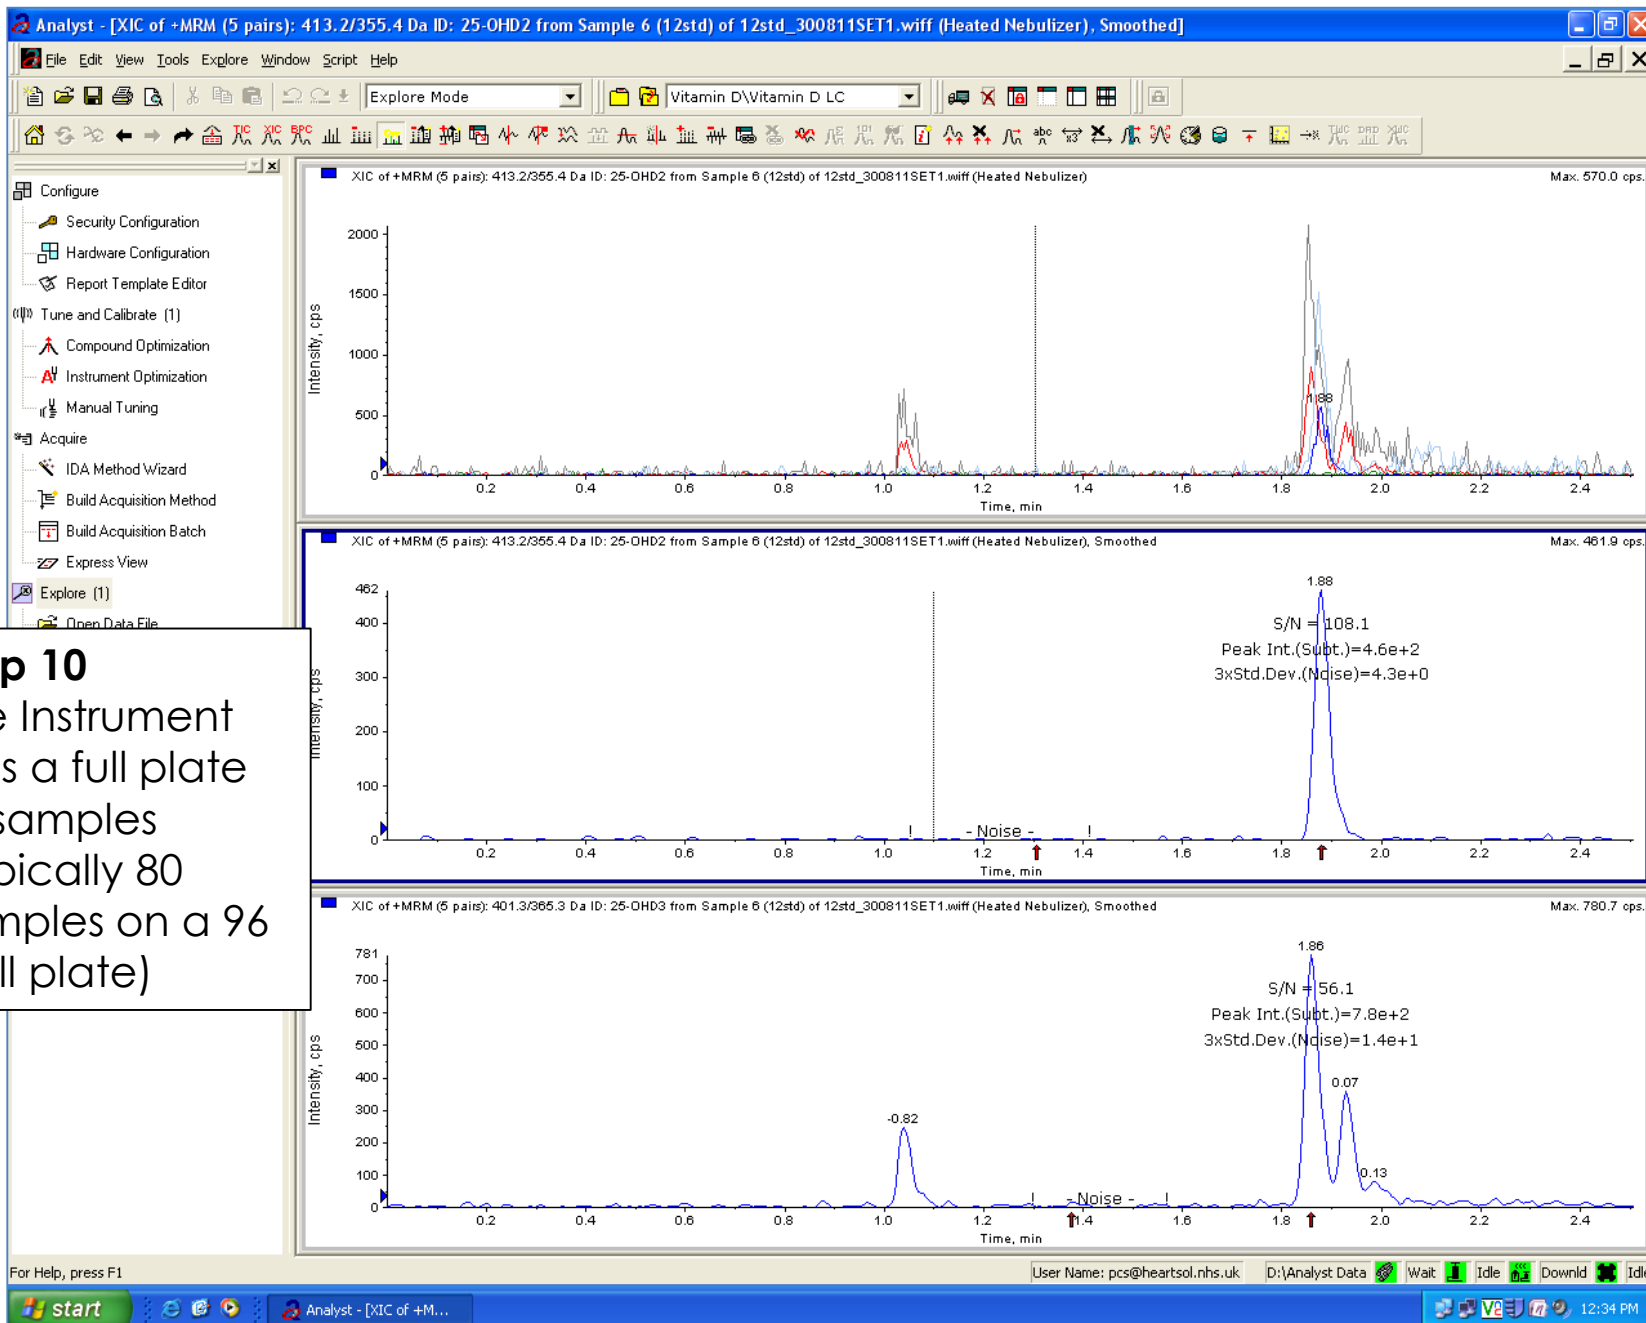 Analyst - [XIC of +MRM (5 pairs): 413.2/355.4 Da ID: 25-OHD2 from Sample 6 (12std) of 12std_300811SET1.wiff (Heated Nebulizer), Smoothed]
File Edit View Tools Explore Window Script Help
Explore Mode
Vitamin D\Vitamin D LC
TIC XIC BPC
Configure
Security Configuration
Hardware Configuration
Report Template Editor
Tune and Calibrate (1)
Compound Optimization
Instrument Optimization
Manual Tuning
Acquire
IDA Method Wizard
Build Acquisition Method
Build Acquisition Batch
Express View
Explore (1)
Open Data File
p 10
e Instrument
s a full plate
samples
pically 80
mples on a 96
ll plate)
XIC of +MRM (5 pairs): 413.2/355.4 Da ID: 25-OHD2 from Sample 6 (12std) of 12std_300811SET1.wiff (Heated Nebulizer)
Max. 570.0 cps.
Intensity, cps
2000
1500
1000
500
0
1.88
0.2 0.4 0.6 0.8 1.0 1.2 1.4 1.6 1.8 2.0 2.2 2.4
Time, min
XIC of +MRM (5 pairs): 413.2/355.4 Da ID: 25-OHD2 from Sample 6 (12std) of 12std_300811SET1.wiff (Heated Nebulizer), Smoothed
Max. 461.9 cps.
Intensity, cps
462
400
300
200
100
0
1.88
S/N = 108.1
Peak Int.(Subt.)=4.6e+2
3xStd.Dev.(Noise)=4.3e+0
! - Noise - !
0.2 0.4 0.6 0.8 1.0 1.2 1.4 1.6 1.8 2.0 2.2 2.4
Time, min
XIC of +MRM (5 pairs): 401.3/365.3 Da ID: 25-OHD3 from Sample 6 (12std) of 12std_300811SET1.wiff (Heated Nebulizer), Smoothed
Max. 780.7 cps.
Intensity, cps
781
700
600
500
400
300
200
100
0
1.86
S/N = 56.1
Peak Int.(Subt.)=7.8e+2
3xStd.Dev.(Noise)=1.4e+1
0.07
-0.82
0.13
! - Noise - !
0.2 0.4 0.6 0.8 1.0 1.2 1.4 1.6 1.8 2.0 2.2 2.4
Time, min
For Help, press F1
User Name: pcs@heartsol.nhs.uk D:\Analyst Data Wait Idle Downld Idl
start
Analyst - [XIC of +M...
12:34 PM